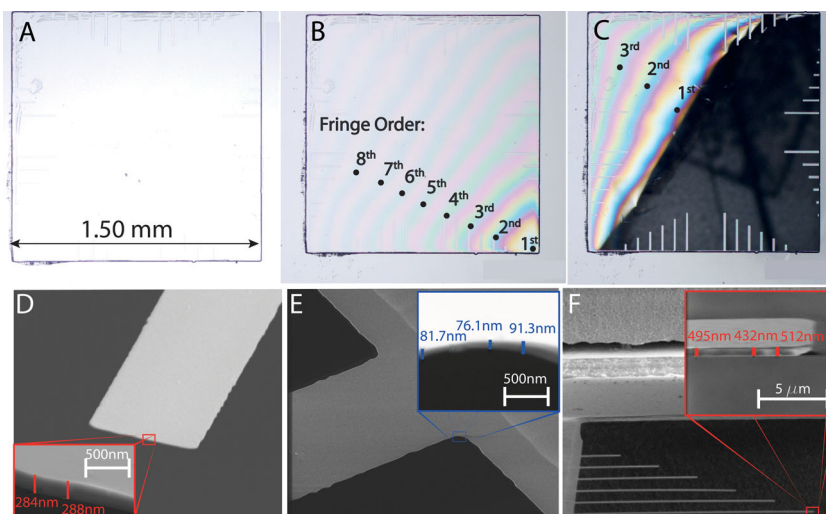 A
1.50 mm
B
Fringe Order:
8th
7th
6th
5th
4th
3rd
2nd
1st
C
3rd
2nd
1st
D
500nm
284nm
288nm
E
81.7nm
76.1nm
91.3nm
500nm
F
495nm
432nm
512nm
5 μm